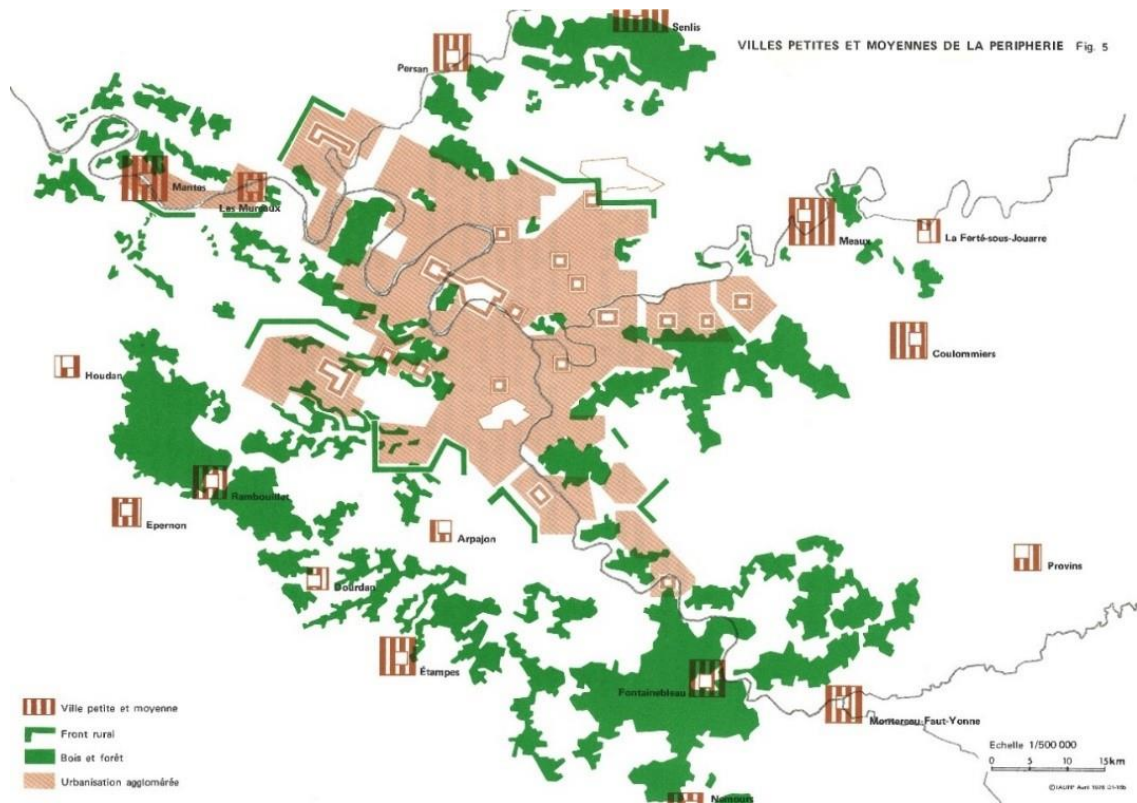 Senlis
VILLES PETITES ET MOYENNES DE LA PERIPHERIE Fig. 5
Persan
Mantes
Les Mureaux
Meaux
La Ferté-sous-Jouarre
Coulommiers
Houdan
Rambouillet
Epernon
Arpajon
Provins
Dourdan
Étampes
Fontainebleau
Montereau-Faut-Yonne
Nemours
Ville petite et moyenne
Front rural
Bois et forêt
Urbanisation agglomérée
Echelle 1/500 000
0 5 10 15km